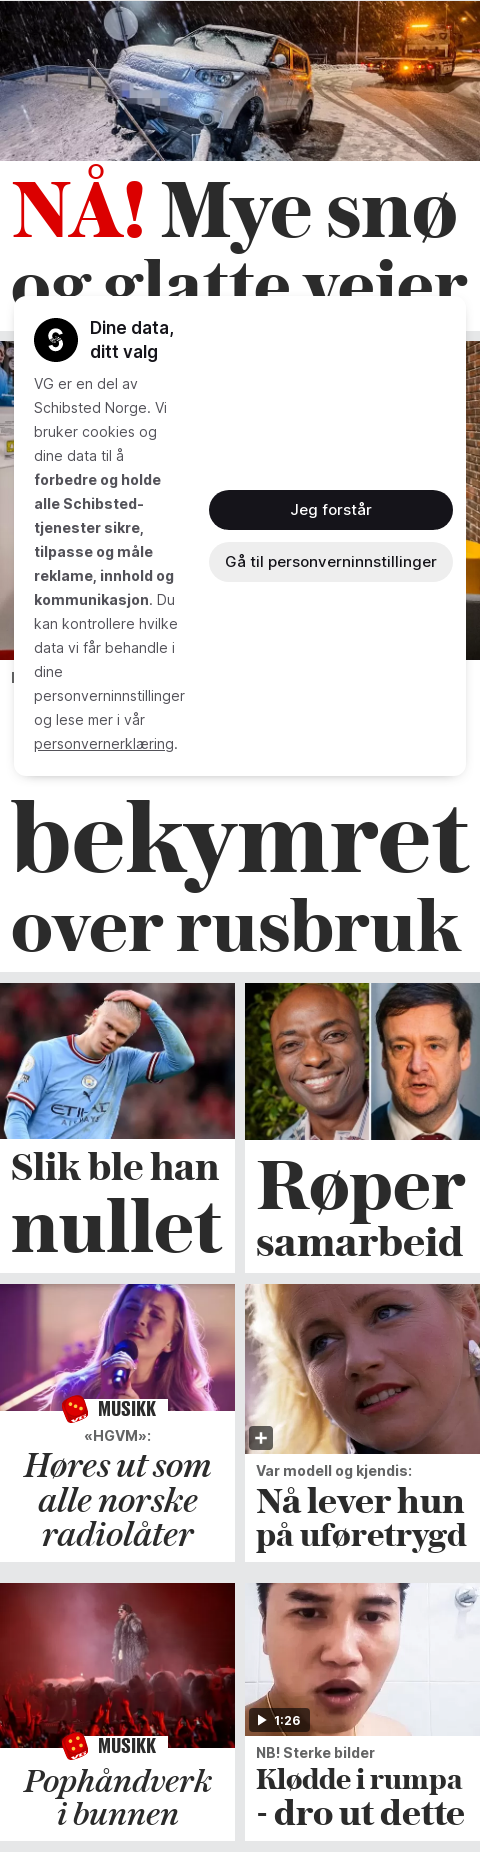 NÅ! Mye snø
og glatte veier
Dine data,
ditt valg
VG er en del av
Schibsted Norge. Vi
bruker cookies og
dine data til å
forbedre og holde
alle Schibsted-
tjenester sikre,
tilpasse og måle
reklame, innhold og
kommunikasjon. Du
kan kontrollere hvilke
data vi får behandle i
dine
personverninnstillinger
og lese mer i vår
personvernerklæring.
Jeg forstår
Gå til personverninnstillinger
bekymret
over rusbruk
ETIHAD
AIRWAYS
Slik ble han
nullet
Røper
samarbeid
MUSIKK
«HGVM»:
Høres ut som
alle norske
radiolåter
Var modell og kjendis:
Nå lever hun
på uføretrygd
MUSIKK
Pophåndverk
i bunnen
1:26
NB! Sterke bilder
Klødde i rumpa
- dro ut dette